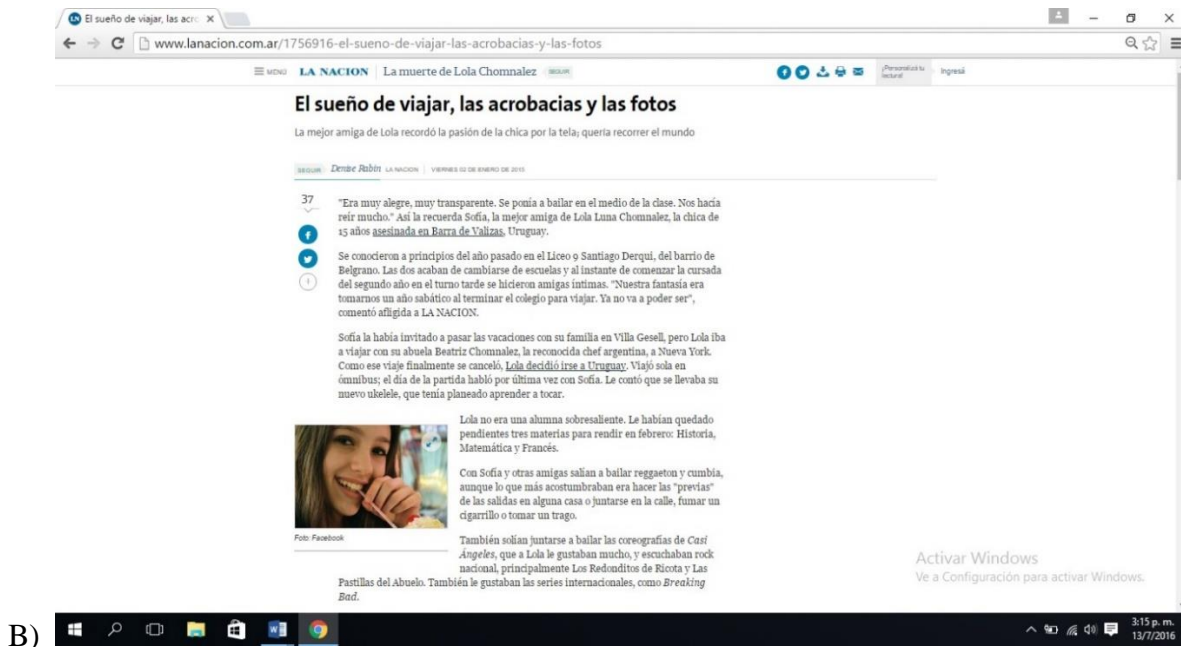 El sueño de viajar, las acro
www.lanacion.com.ar/1756916-el-sueno-de-viajar-las-acrobacias-y-las-fotos
MENÚ LA NACION La muerte de Lola Chomnalez SEGUIR ¡Personalizá tu lectura! Ingresá
El sueño de viajar, las acrobacias y las fotos
La mejor amiga de Lola recordó la pasión de la chica por la tela; quería recorrer el mundo
SEGUIR Denise Rabin LA NACION VIERNES 02 DE ENERO DE 2015
37
"Era muy alegre, muy transparente. Se ponía a bailar en el medio de la clase. Nos hacía
reír mucho." Así la recuerda Sofía, la mejor amiga de Lola Luna Chomnalez, la chica de
15 años asesinada en Barra de Valizas, Uruguay.
Se conocieron a principios del año pasado en el Liceo 9 Santiago Derqui, del barrio de
Belgrano. Las dos acaban de cambiarse de escuelas y al instante de comenzar la cursada
del segundo año en el turno tarde se hicieron amigas íntimas. "Nuestra fantasía era
tomarnos un año sabático al terminar el colegio para viajar. Ya no va a poder ser",
comentó afligida a LA NACION.
Sofía la había invitado a pasar las vacaciones con su familia en Villa Gesell, pero Lola iba
a viajar con su abuela Beatriz Chomnalez, la reconocida chef argentina, a Nueva York.
Como ese viaje finalmente se canceló, Lola decidió irse a Uruguay. Viajó sola en
ómnibus; el día de la partida habló por última vez con Sofía. Le contó que se llevaba su
nuevo ukelele, que tenía planeado aprender a tocar.
Lola no era una alumna sobresaliente. Le habían quedado
pendientes tres materias para rendir en febrero: Historia,
Matemática y Francés.
Con Sofía y otras amigas salían a bailar reggaeton y cumbia,
aunque lo que más acostumbraban era hacer las "previas"
de las salidas en alguna casa o juntarse en la calle, fumar un
cigarrillo o tomar un trago.
Foto: Facebook
También solían juntarse a bailar las coreografías de Casi
Ángeles, que a Lola le gustaban mucho, y escuchaban rock
nacional, principalmente Los Redonditos de Ricota y Las
Pastillas del Abuelo. También le gustaban las series internacionales, como Breaking
Bad.
Activar Windows
Ve a Configuración para activar Windows.
B)
3:15 p. m.
13/7/2016